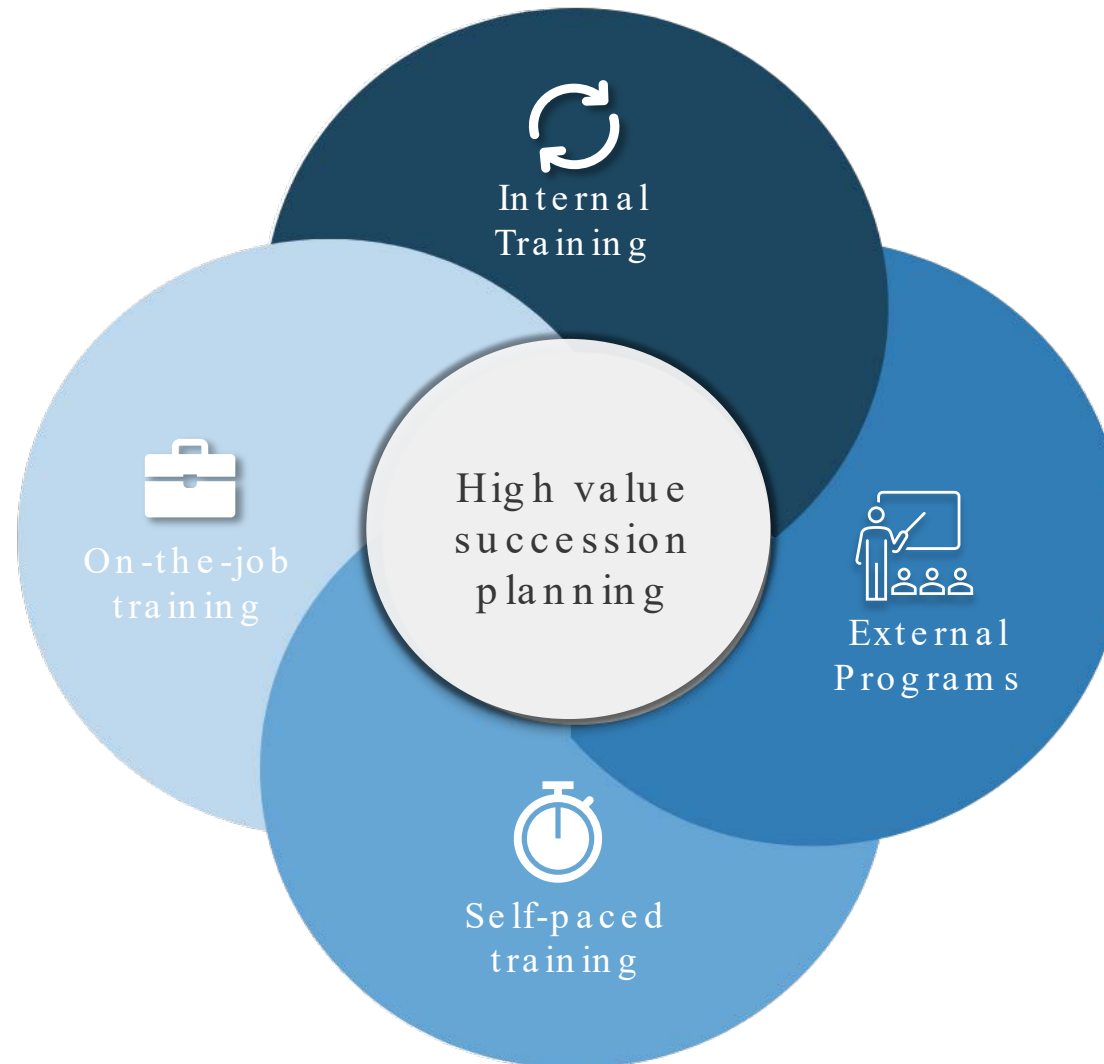 Internal
Training
High value
succession
planning
On-the-job
training
External
Programs
Self-paced
training